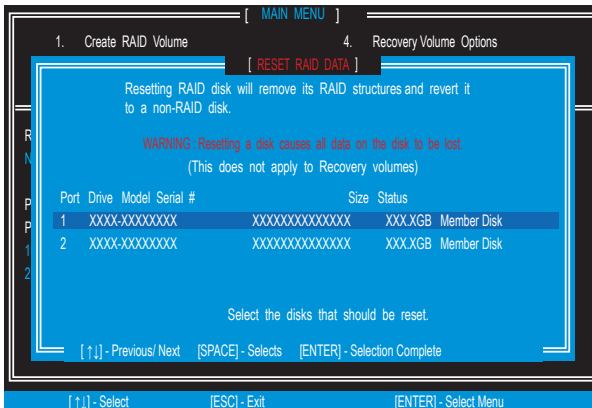 [ MAIN MENU ]
1. Create RAID Volume 4. Recovery Volume Options
[ RESET RAID DATA ]
Resetting RAID disk will remove its RAID structures and revert it
to a non-RAID disk.
WARNING : Resetting a disk causes all data on the disk to be lost.
(This does not apply to Recovery volumes)
R
N
Port Drive Model Serial # Size Status
P
P
1 XXXX-XXXXXXXX XXXXXXXXXXXXXX XXX.XGB Member Disk
1
2 XXXX-XXXXXXXX XXXXXXXXXXXXXX XXX.XGB Member Disk
2
Select the disks that should be reset.
[ ↑↓] - Previous/ Next [SPACE] - Selects [ENTER] - Selection Complete
[ ↑↓] - Select [ESC] - Exit [ENTER] - Select Menu